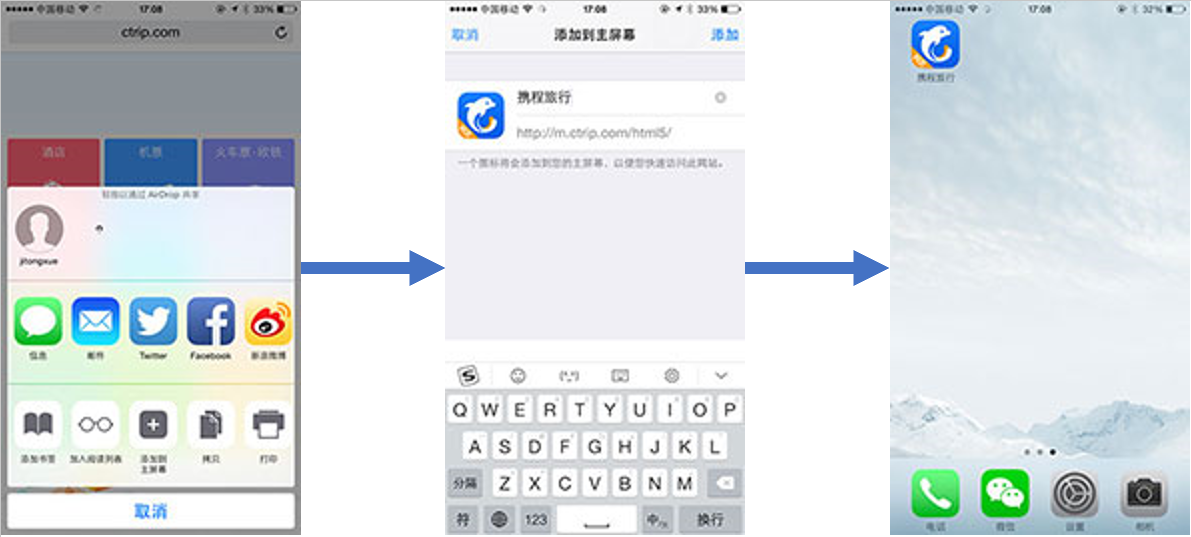 中国移动 17:08 33%
ctrip.com
酒店 机票 火车票·欧铁
轻按以通过 AirDrop 共享
jitongxue
信息 邮件 Twitter Facebook 新浪微博
添加书签 加入阅读列表 添加到 拷贝 打印
主屏幕
取消
中国移动 17:08 33%
取消 添加到主屏幕 添加
携程旅行
http://m.ctrip.com/html5/
一个图标将会添加到您的主屏幕,以便您快速访问此网站。
Q W E R T Y U I O P
A S D F G H J K L
分隔 Z X C V B N M
符 123 中/EN 换行
中国移动 17:08 32%
携程旅行
电话 微信 设置 相机